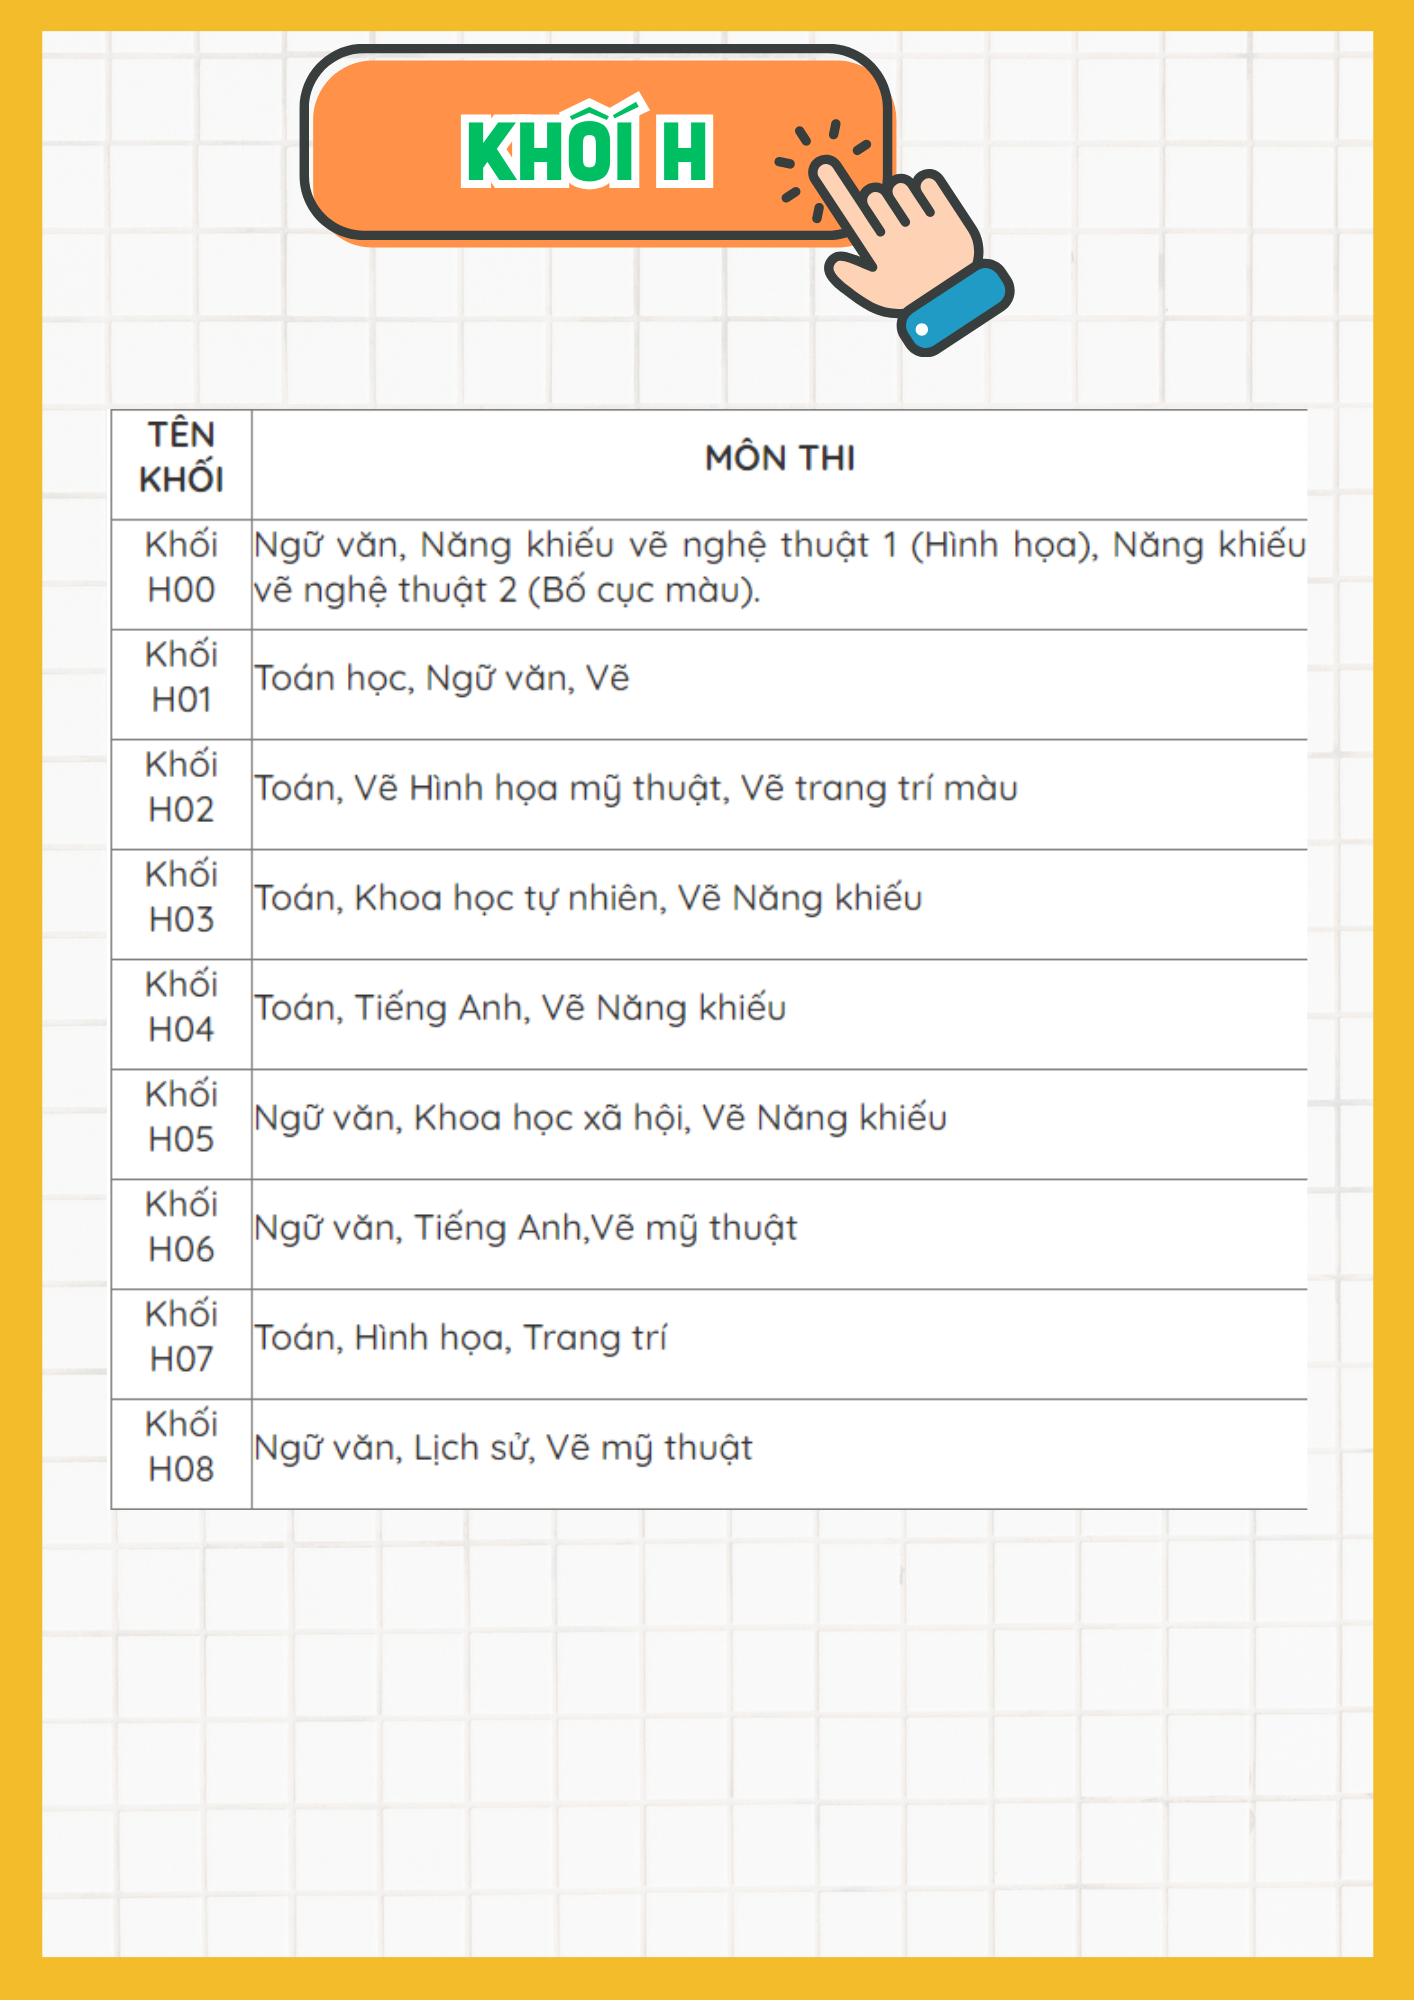 KHỐI H
TÊN
KHỐI
MÔN THI
Khối
H00
Ngữ văn, Năng khiếu vẽ nghệ thuật 1 (Hình họa), Năng khiếu
vẽ nghệ thuật 2 (Bố cục màu).
Khối
H01
Toán học, Ngữ văn, Vẽ
Khối
H02
Toán, Vẽ Hình họa mỹ thuật, Vẽ trang trí màu
Khối
H03
Toán, Khoa học tự nhiên, Vẽ Năng khiếu
Khối
H04
Toán, Tiếng Anh, Vẽ Năng khiếu
Khối
H05
Ngữ văn, Khoa học xã hội, Vẽ Năng khiếu
Khối
H06
Ngữ văn, Tiếng Anh,Vẽ mỹ thuật
Khối
H07
Toán, Hình họa, Trang trí
Khối
H08
Ngữ văn, Lịch sử, Vẽ mỹ thuật